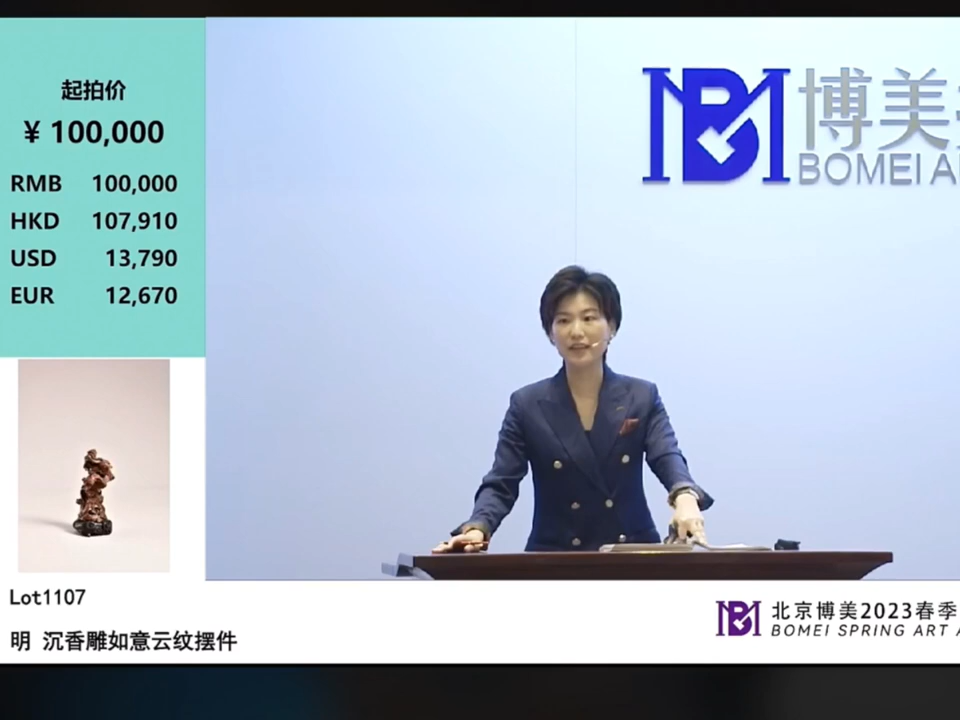 起拍价
¥ 100,000
RMB 100,000
HKD 107,910
USD 13,790
EUR 12,670
博美
BOMEI A
Lot1107
明 沉香雕如意云纹摆件
北京博美2023春季
BOMEI SPRING ART A